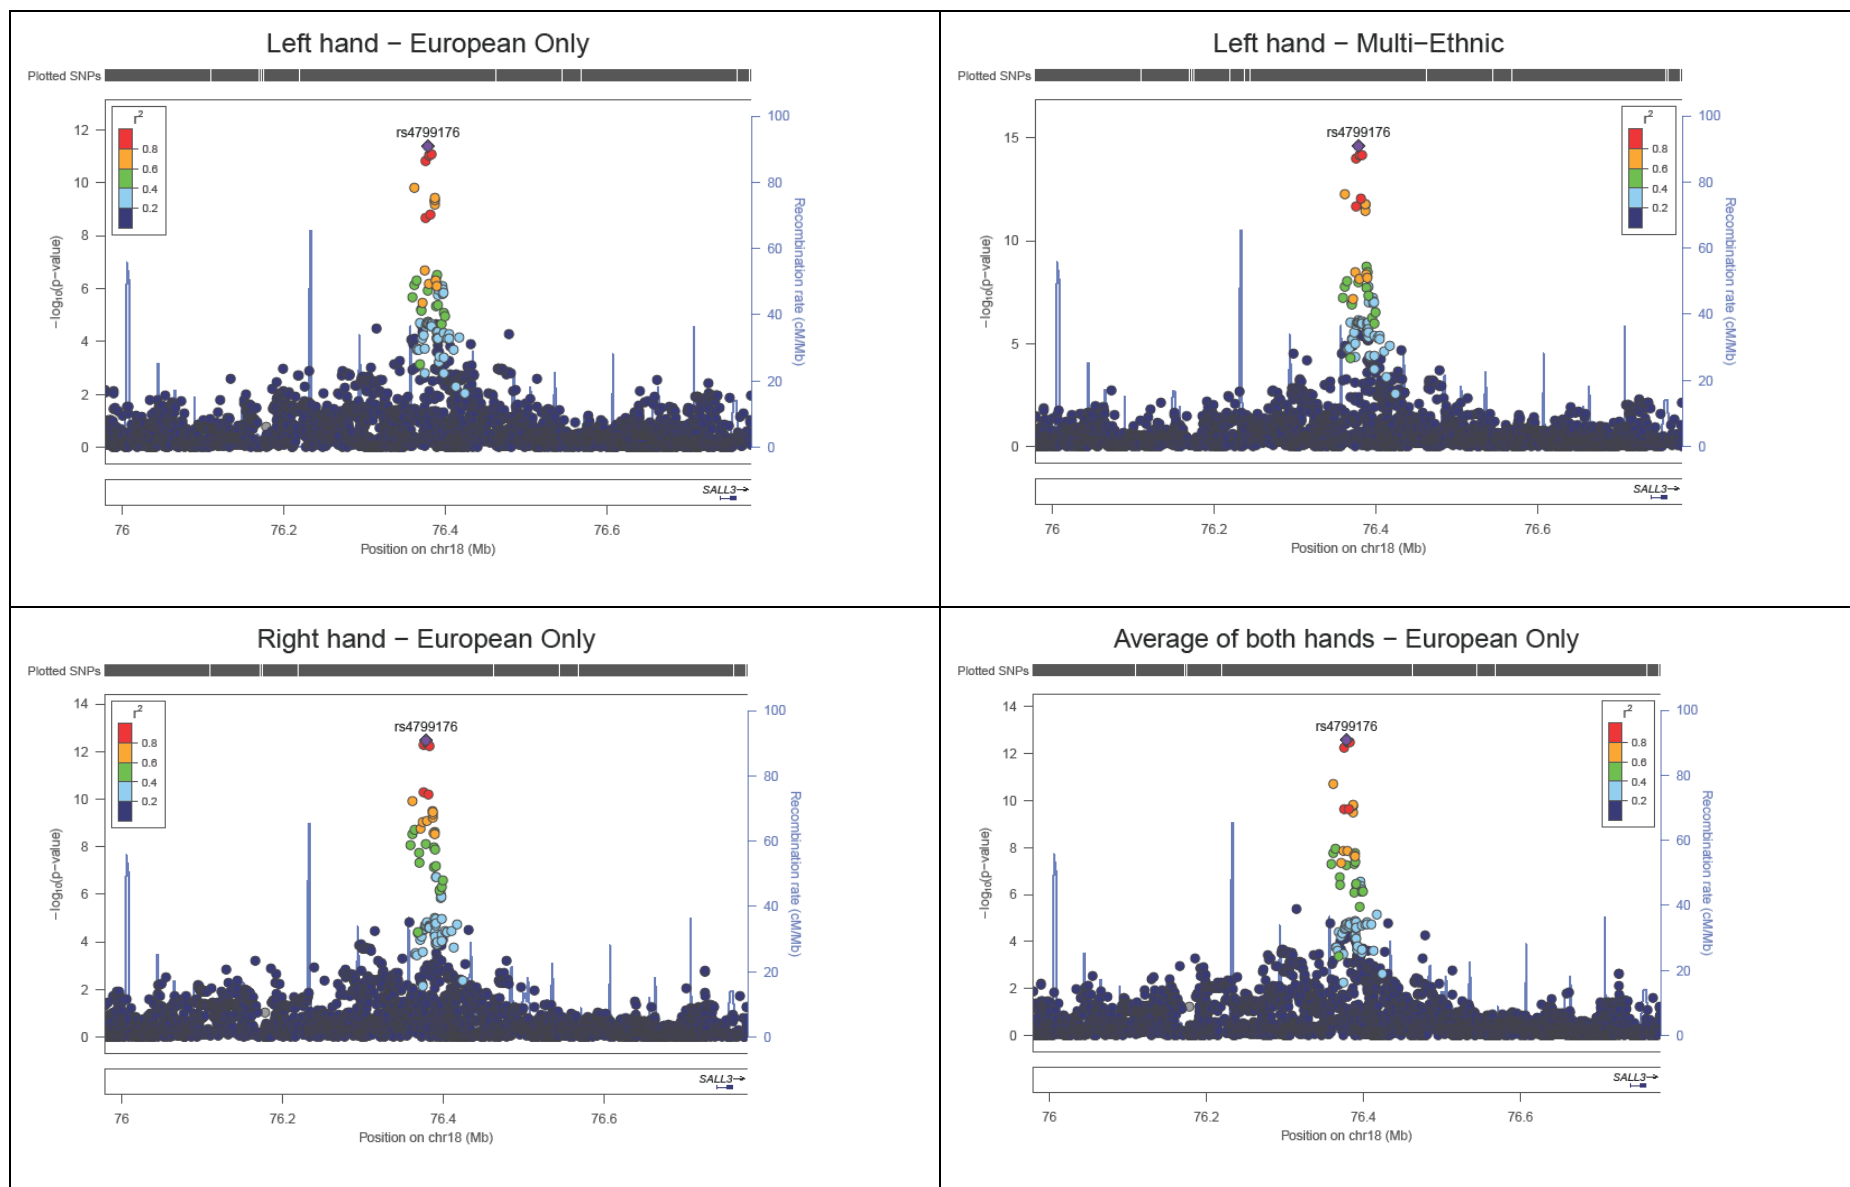 Left hand − European Only
Plotted SNPs
r²
0.8
0.6
0.4
0.2
rs4799176
12
10
8
6
4
2
0
−log₁₀(p−value)
100
80
60
40
20
0
Recombination rate (cM/Mb)
SALL3→
76
76.2
76.4
76.6
Position on chr18 (Mb)
Left hand − Multi−Ethnic
Plotted SNPs
r²
0.8
0.6
0.4
0.2
rs4799176
15
10
5
0
−log₁₀(p−value)
100
80
60
40
20
0
Recombination rate (cM/Mb)
SALL3→
76
76.2
76.4
76.6
Position on chr18 (Mb)
Right hand − European Only
Plotted SNPs
r²
0.8
0.6
0.4
0.2
rs4799176
14
12
10
8
6
4
2
0
−log₁₀(p−value)
100
80
60
40
20
0
Recombination rate (cM/Mb)
SALL3→
76
76.2
76.4
76.6
Position on chr18 (Mb)
Average of both hands − European Only
Plotted SNPs
r²
0.8
0.6
0.4
0.2
rs4799176
14
12
10
8
6
4
2
0
−log₁₀(p−value)
100
80
60
40
20
0
Recombination rate (cM/Mb)
SALL3→
76
76.2
76.4
76.6
Position on chr18 (Mb)